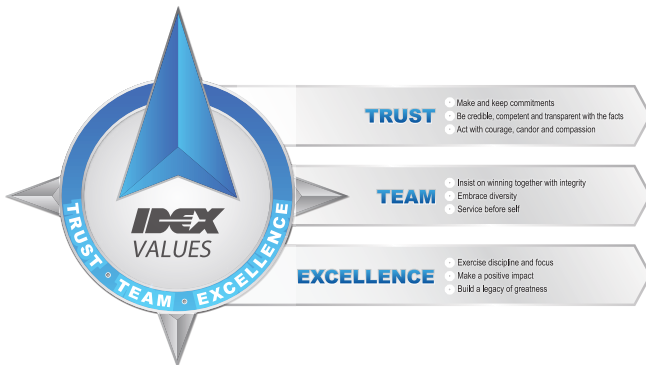 IDEX
VALUES
TRUST · TEAM · EXCELLENCE
TRUST
Make and keep commitments
Be credible, competent and transparent with the facts
Act with courage, candor and compassion
TEAM
Insist on winning together with integrity
Embrace diversity
Service before self
EXCELLENCE
Exercise discipline and focus
Make a positive impact
Build a legacy of greatness